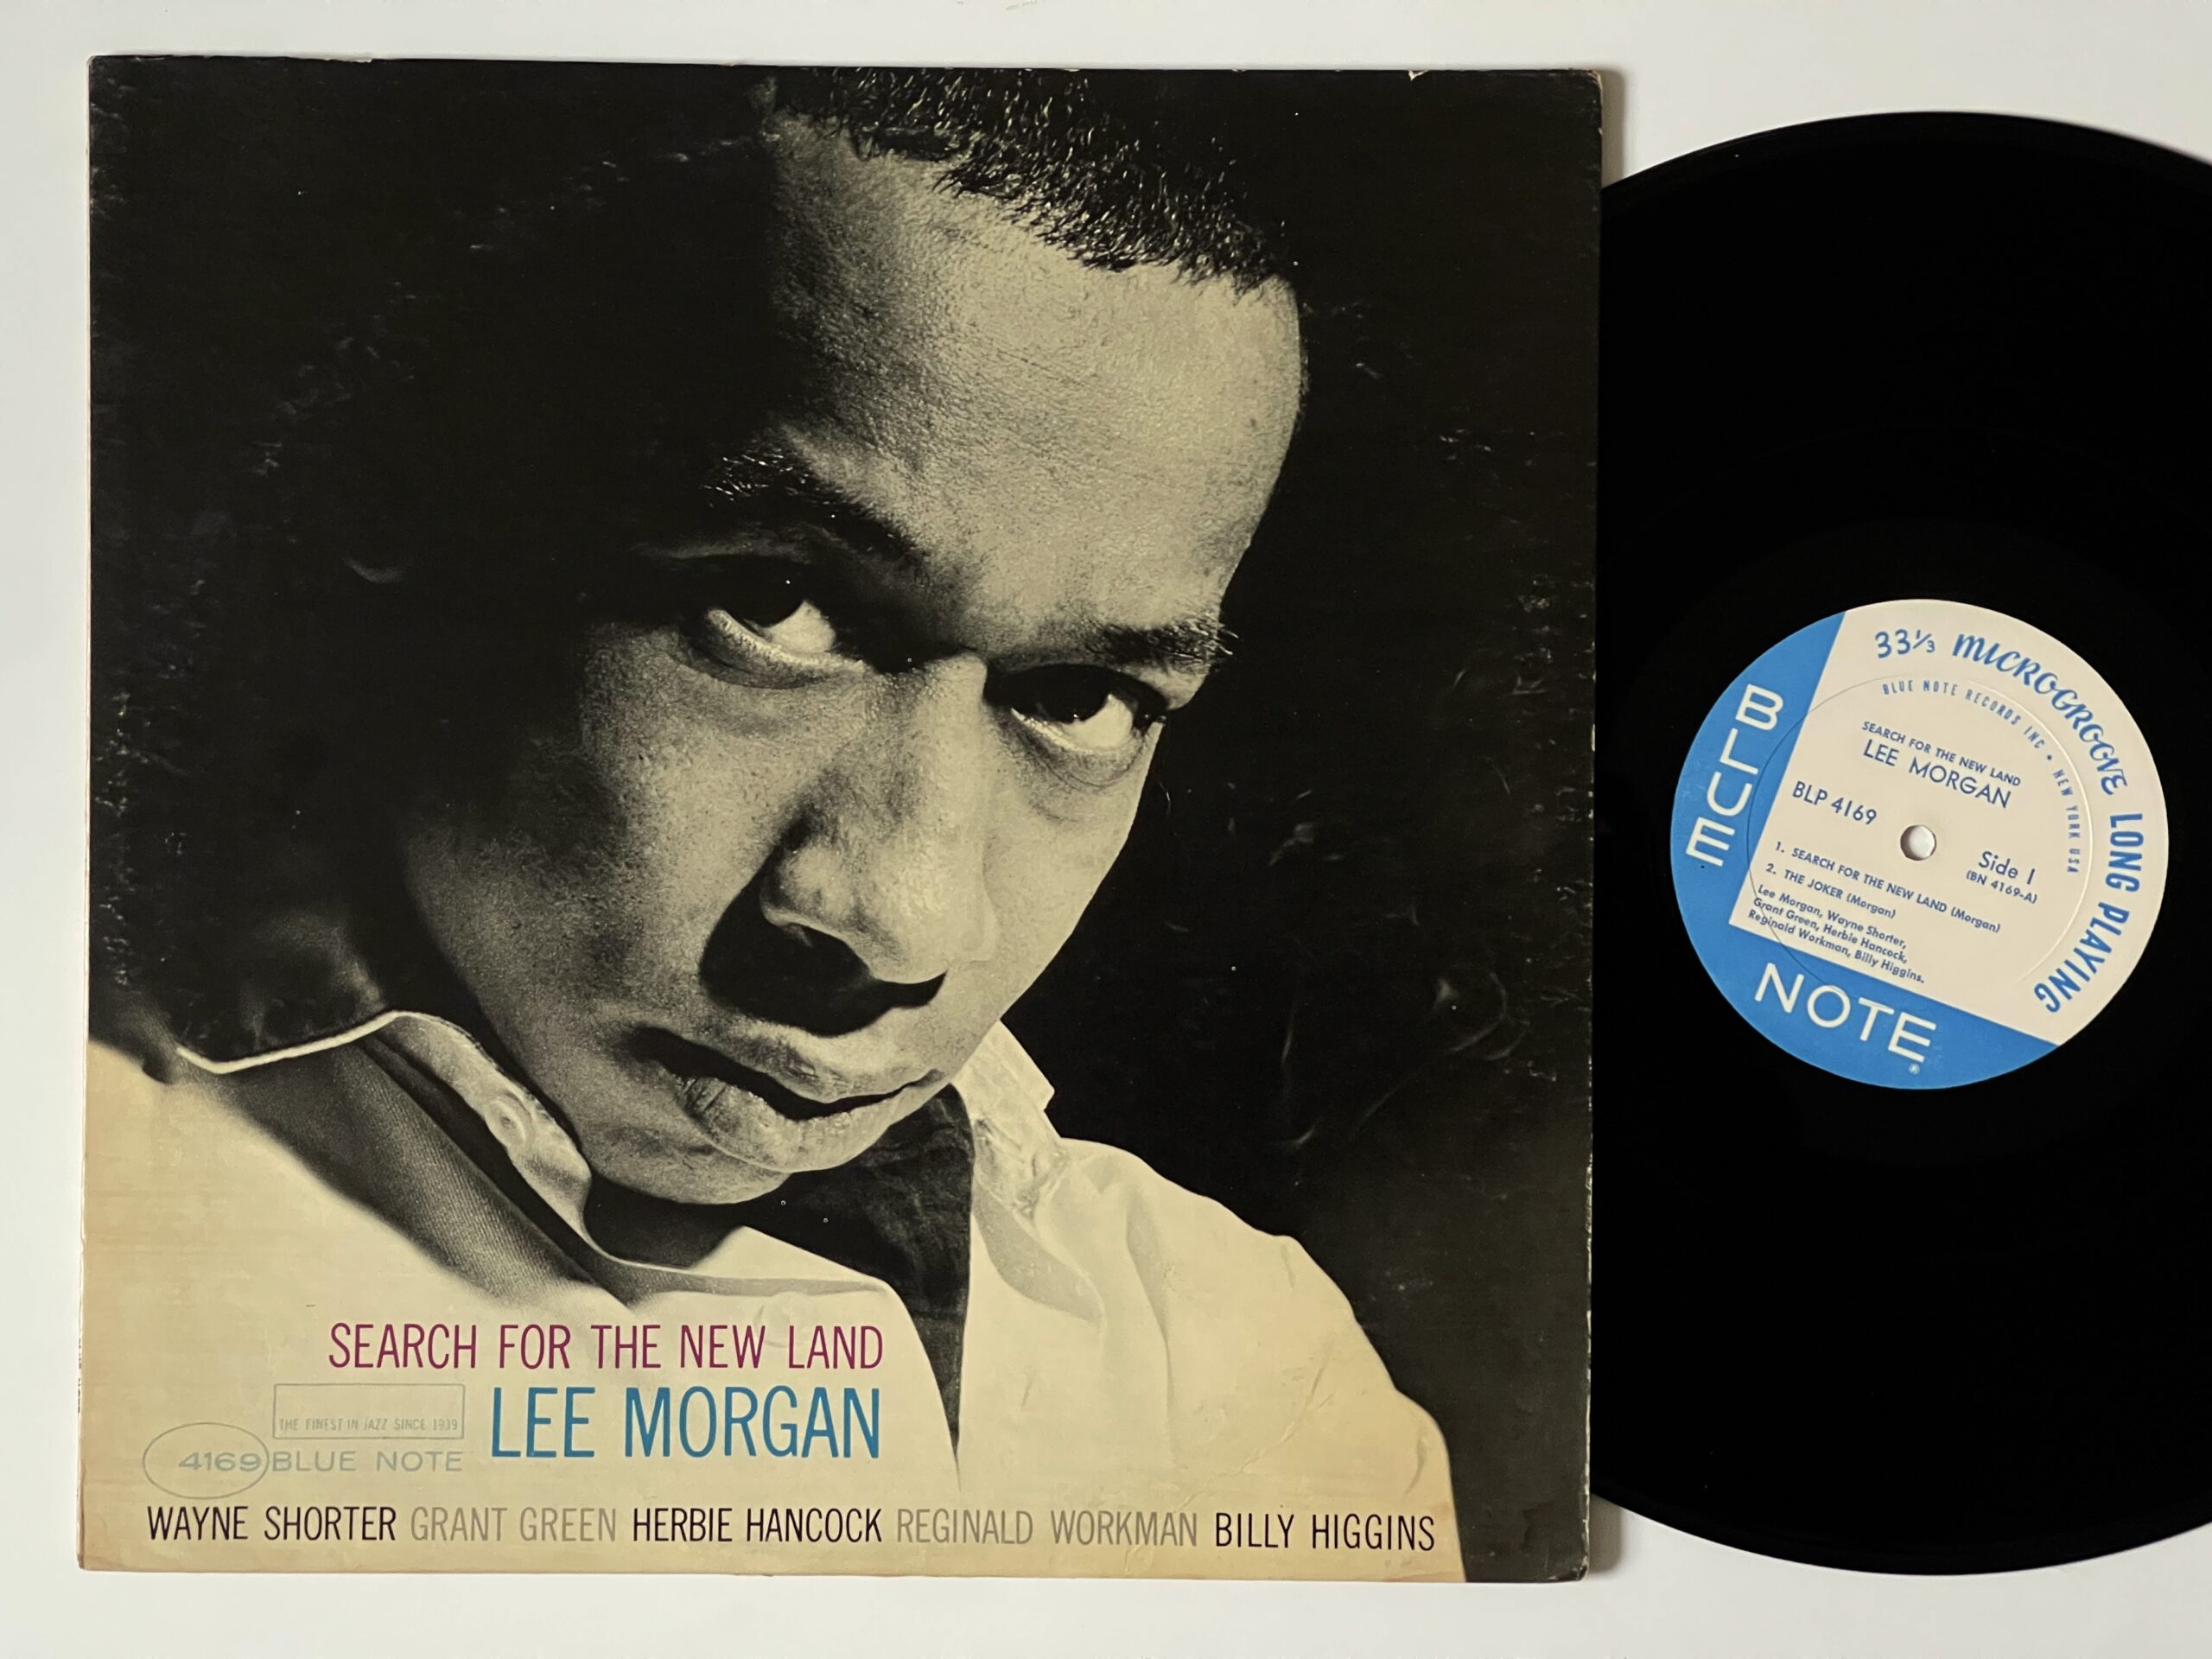 SEARCH FOR THE NEW LAND
LEE MORGAN
THE FINEST IN JAZZ SINCE 1939
4169 BLUE NOTE
WAYNE SHORTER GRANT GREEN HERBIE HANCOCK REGINALD WORKMAN BILLY HIGGINS
33⅓ MICROGROOVE LONG PLAYING
BLUE NOTE RECORDS INC • NEW YORK USA
SEARCH FOR THE NEW LAND
LEE MORGAN
BLP 4169
Side 1
(BN 4169-A)
1. SEARCH FOR THE NEW LAND (Morgan)
2. THE JOKER (Morgan)
Lee Morgan, Wayne Shorter,
Grant Green, Herbie Hancock,
Reginald Workman, Billy Higgins.
BLUE
NOTE
®